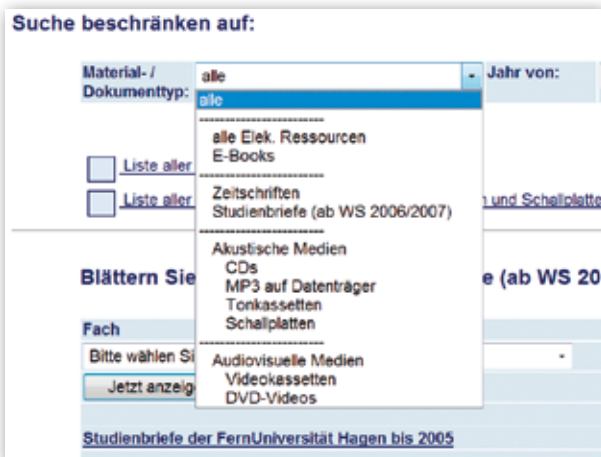 Suche beschränken auf:
Material- / Dokumenttyp:
alle
Jahr von:
alle
------------------------
alle Elek. Ressourcen
E-Books
------------------------
Zeitschriften
Studienbriefe (ab WS 2006/2007)
------------------------
Akustische Medien
CDs
MP3 auf Datenträger
Tonkassetten
Schallplatten
------------------------
Audiovisuelle Medien
Videokassetten
DVD-Videos
Liste aller
Liste aller
und Schallplatte
Blättern Sie
e (ab WS 20
Fach
Bitte wählen Si
Jetzt anzeig
Studienbriefe der FernUniversität Hagen bis 2005